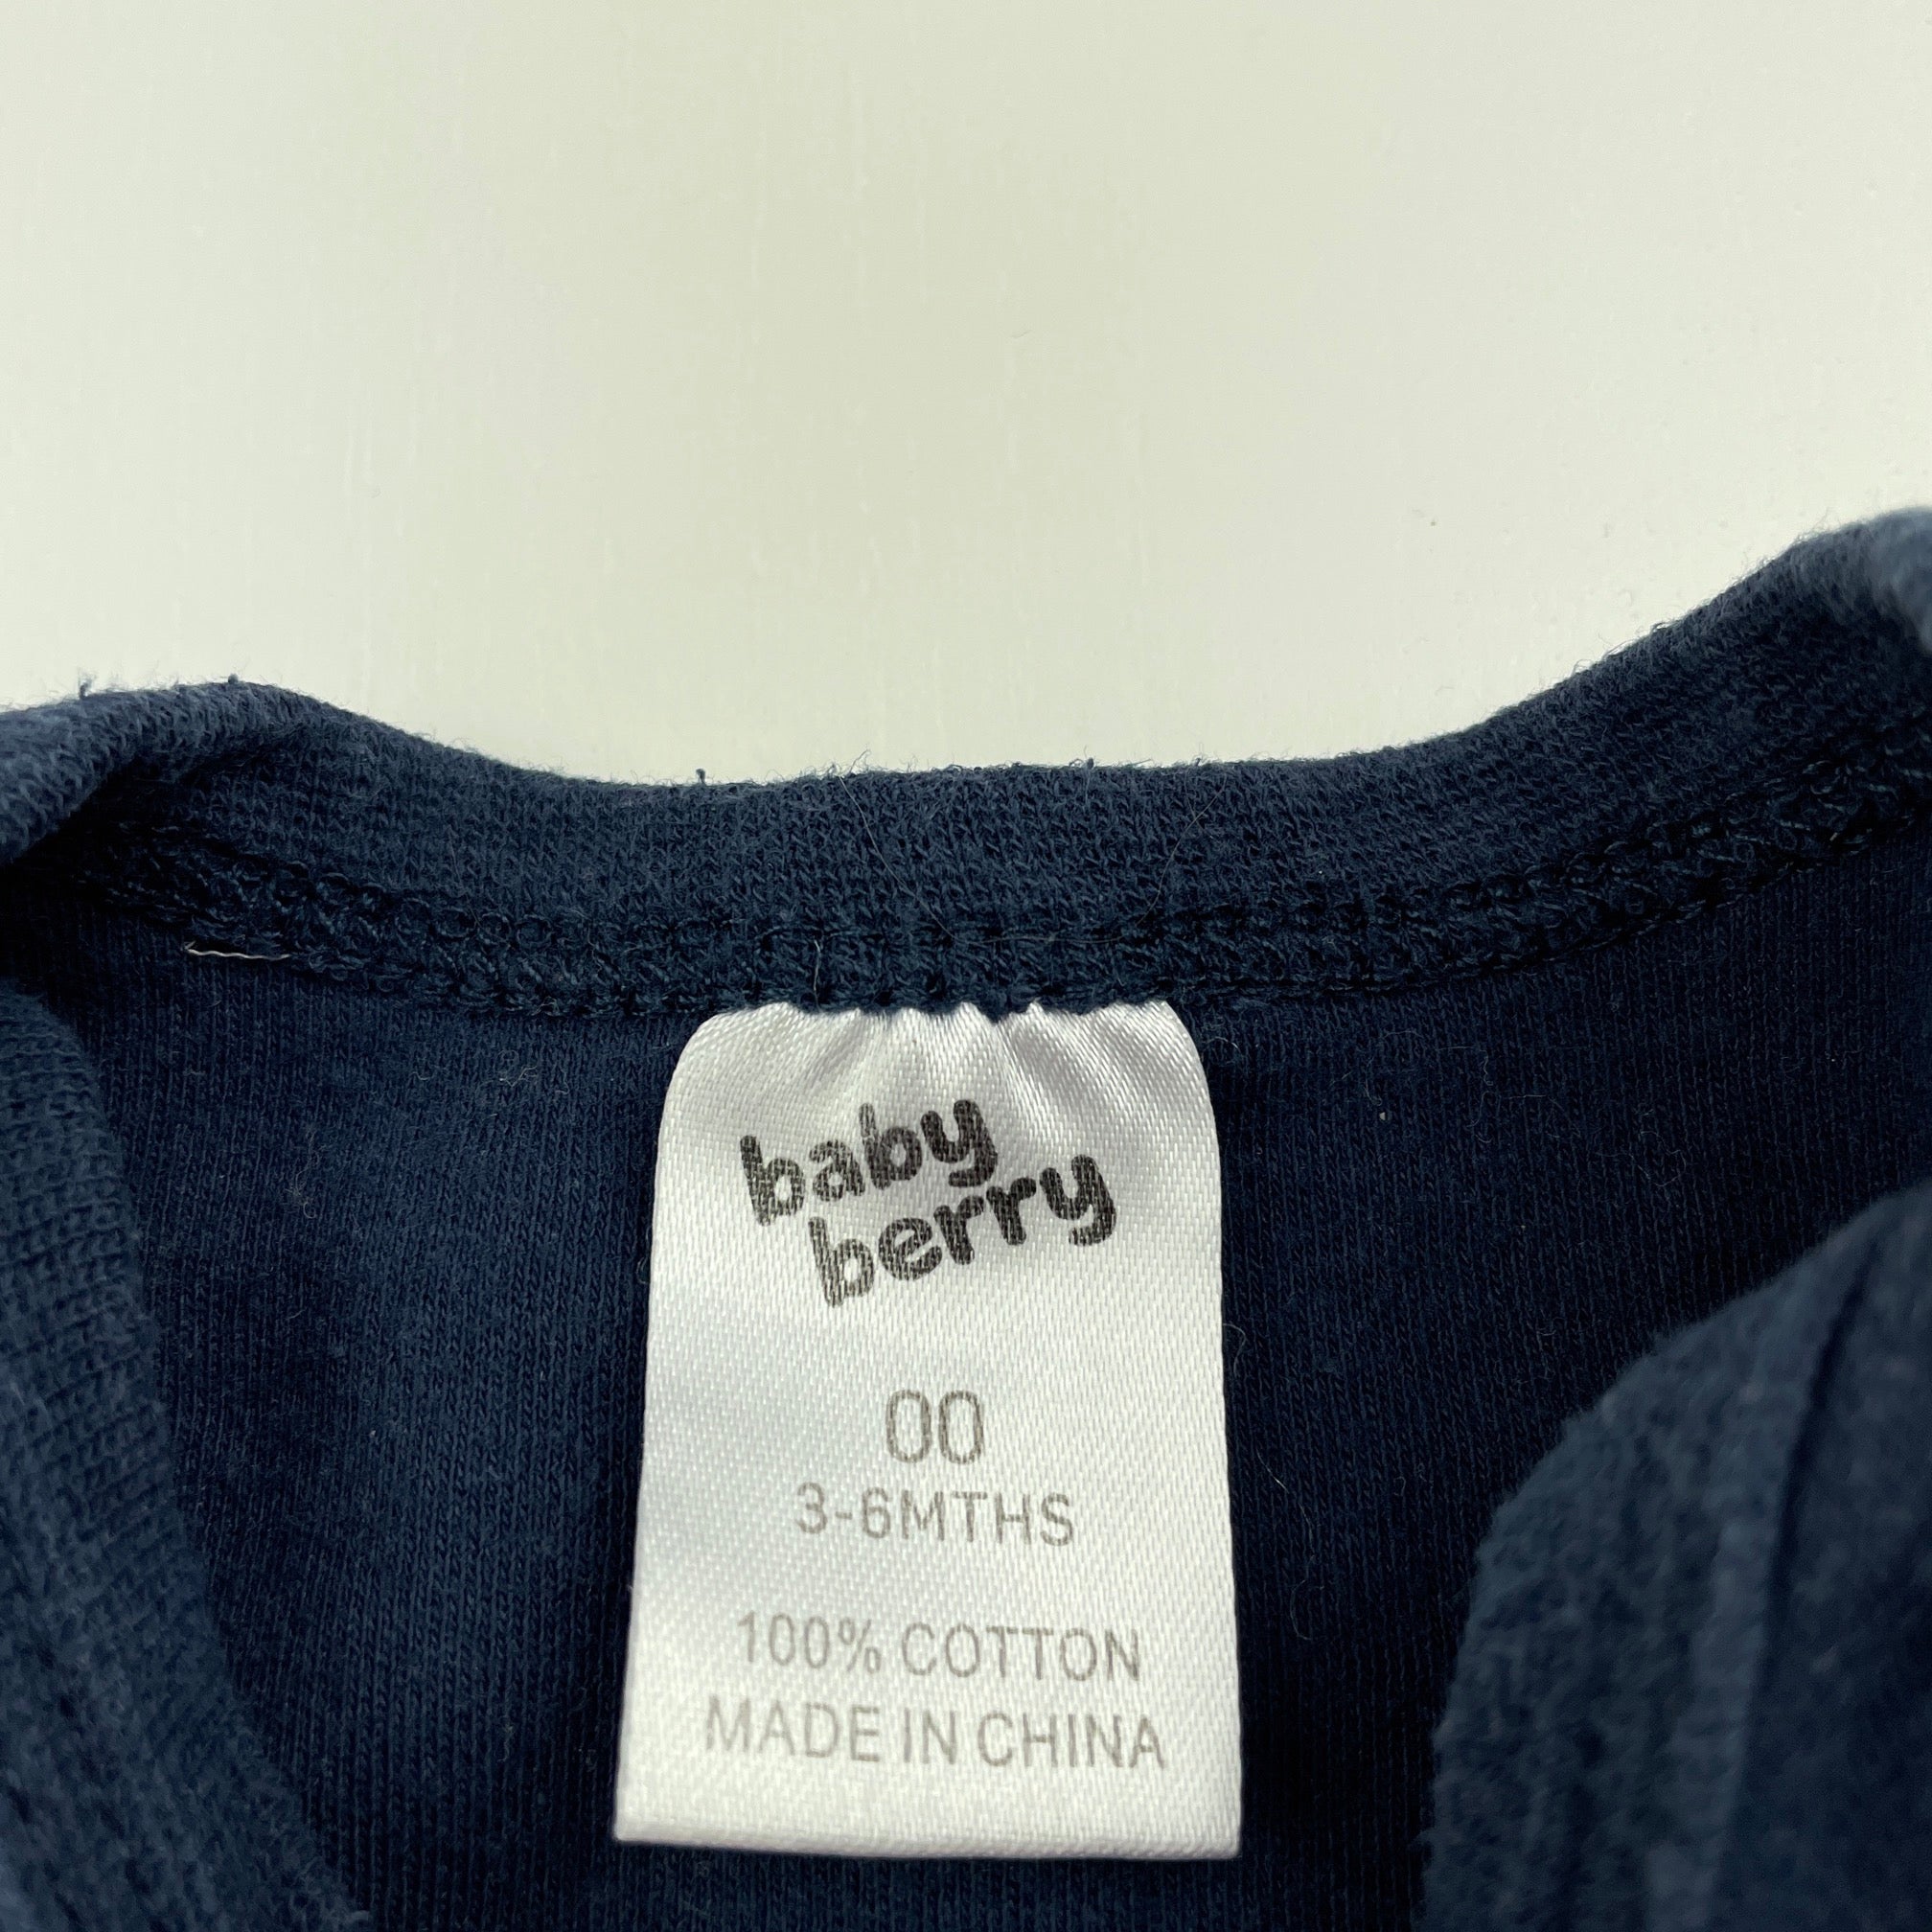 baby
berry
00
3-6MTHS
100% COTTON
MADE IN CHINA